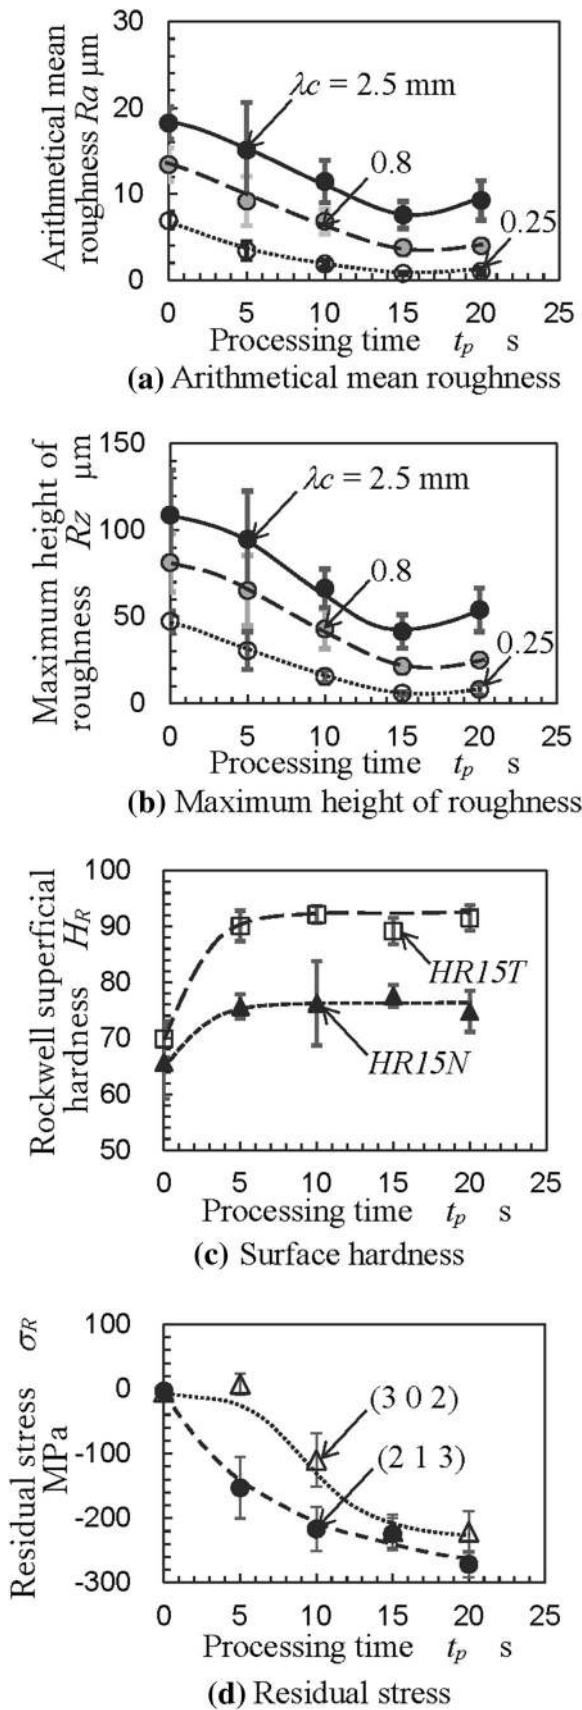 Arithmetical mean
roughness Ra μm
30
20
10
0
λc = 2.5 mm
0.8
0.25
0 5 10 15 20 25
Processing time tp s
(a) Arithmetical mean roughness
Maximum height of
roughness Rz μm
150
100
50
0
λc = 2.5 mm
0.8
0.25
0 5 10 15 20 25
Processing time tp s
(b) Maximum height of roughness
Rockwell superficial
hardness HR
100
90
80
70
60
50
HR15T
HR15N
0 5 10 15 20 25
Processing time tp s
(c) Surface hardness
Residual stress σR
MPa
100
0
-100
-200
-300
(3 0 2)
(2 1 3)
0 5 10 15 20 25
Processing time tp s
(d) Residual stress